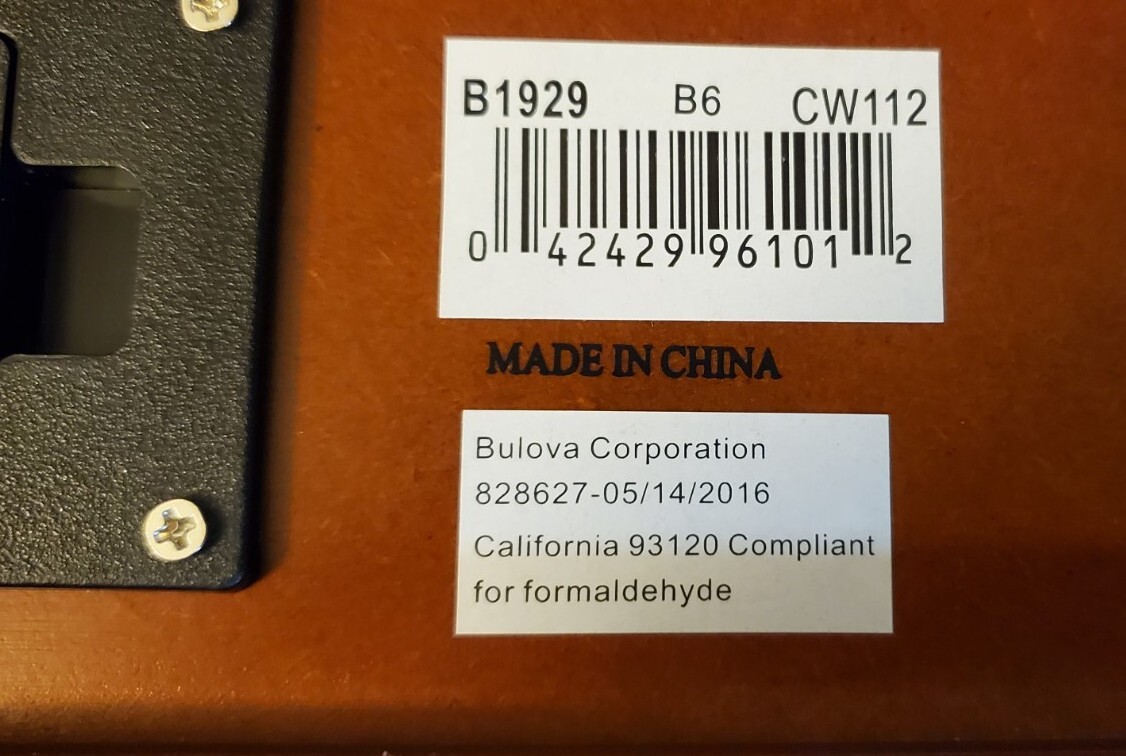 B1929 B6 CW112
0 42429 96101 2
MADE IN CHINA
Bulova Corporation
828627-05/14/2016
California 93120 Compliant
for formaldehyde